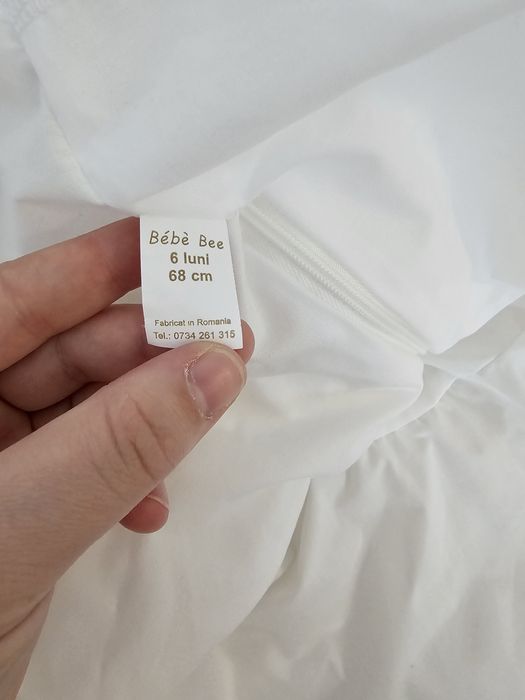 Bébè Bee
6 luni
68 cm
Fabricat in Romania
Tel.: 0734 261 315